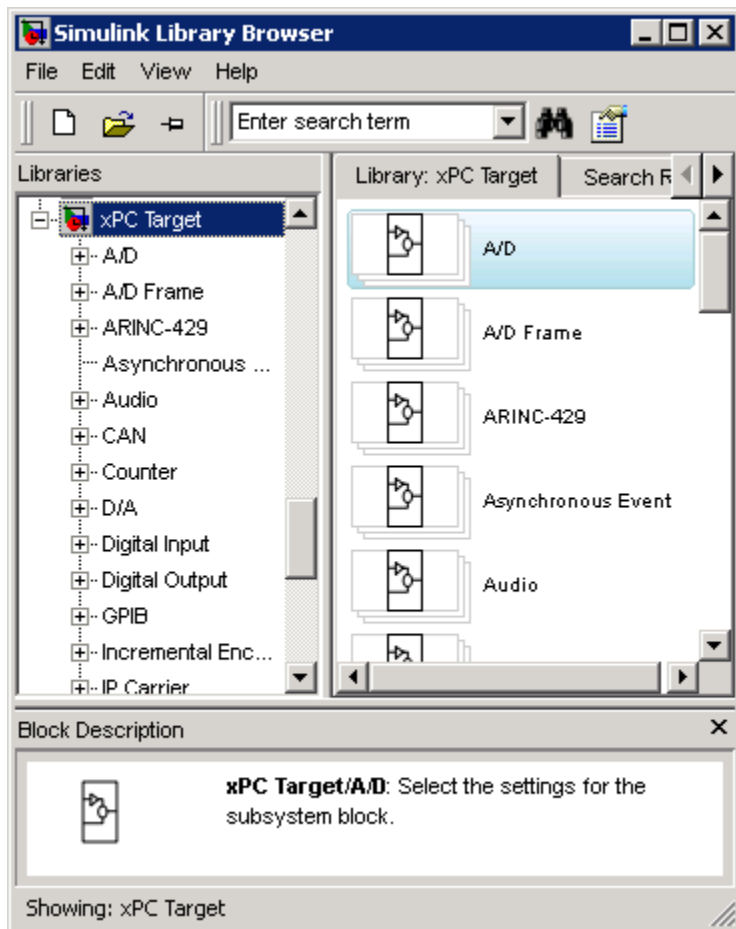 Simulink Library Browser
File Edit View Help
Enter search term
Libraries
xPC Target
A/D
A/D Frame
ARINC-429
Asynchronous ...
Audio
CAN
Counter
D/A
Digital Input
Digital Output
GPIB
Incremental Enc...
IP Carrier
Library: xPC Target
Search R
A/D
A/D Frame
ARINC-429
Asynchronous Event
Audio
Block Description
xPC Target/A/D: Select the settings for the
subsystem block.
Showing: xPC Target